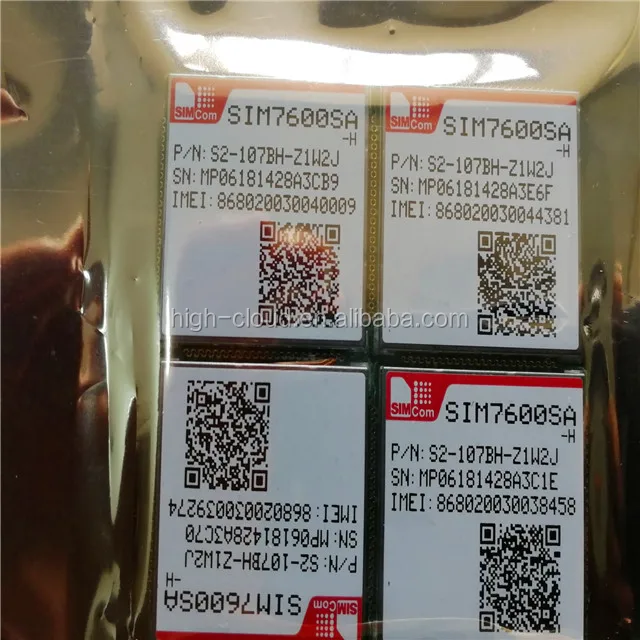 SIMCom
SIM7600SA
-H
P/N: S2-107BH-Z1W2J
SN: MP06181428A3CB9
IMEI: 868020030040009
SIMCom
SIM7600SA
-H
P/N: S2-107BH-Z1W2J
SN: MP06181428A3E6F
IMEI: 868020030044381
high-cloud.en.alibaba.com
SIMCom
SIM7600SA
-H
P/N: S2-107BH-Z1W2J
SN: MP06181428A3C70
IMEI: 868020030039274
SIMCom
SIM7600SA
-H
P/N: S2-107BH-Z1W2J
SN: MP06181428A3C1E
IMEI: 868020030038458